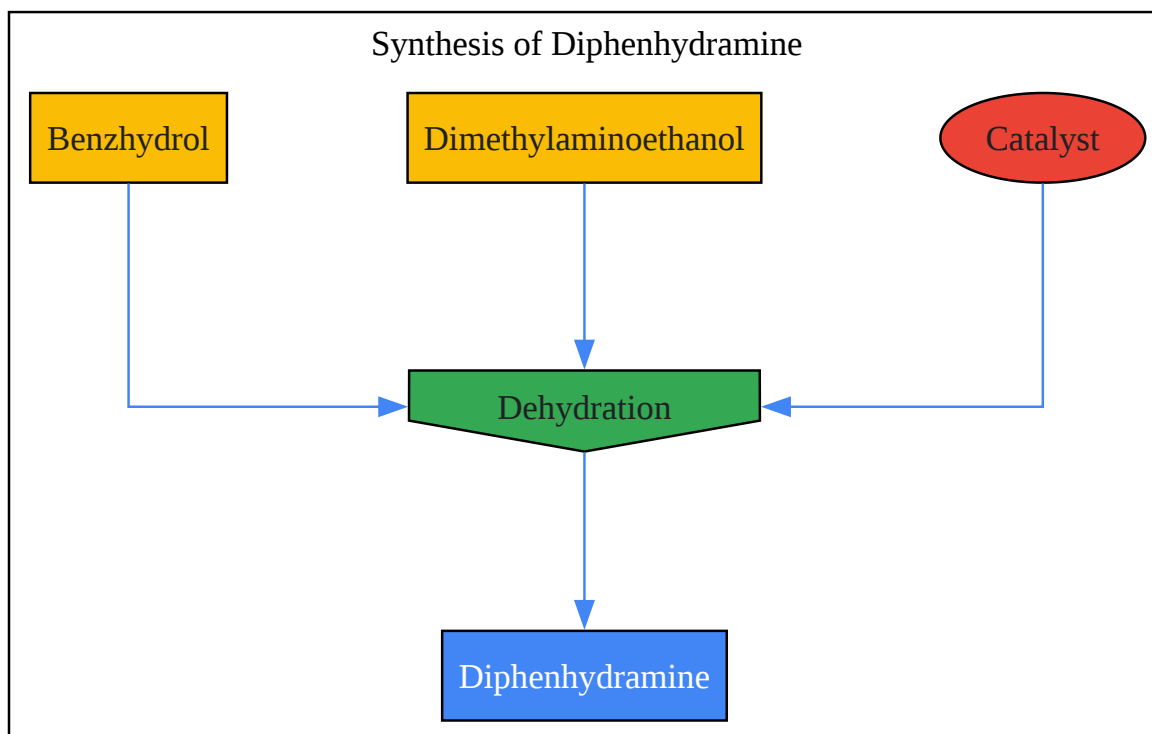 Synthesis of Diphenhydramine
Benzhydrol
Dimethylaminoethanol
Catalyst
Dehydration
Diphenhydramine